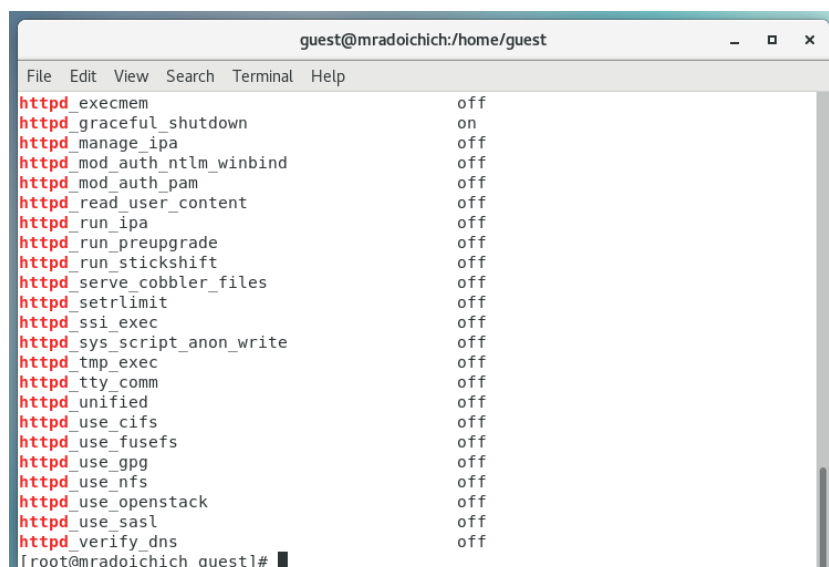 guest@mradoichich:/home/guest
File Edit View Search Terminal Help
httpd_execmem off
httpd_graceful_shutdown on
httpd_manage_ipa off
httpd_mod_auth_ntlm_winbind off
httpd_mod_auth_pam off
httpd_read_user_content off
httpd_run_ipa off
httpd_run_preupgrade off
httpd_run_stickshift off
httpd_serve_cobbler_files off
httpd_setrlimit off
httpd_ssi_exec off
httpd_sys_script_anon_write off
httpd_tmp_exec off
httpd_tty_comm off
httpd_unified off
httpd_use_cifs off
httpd_use_fusefs off
httpd_use_gpg off
httpd_use_nfs off
httpd_use_openstack off
httpd_use_sasl off
httpd_verify_dns off
[root@mradoichich guest]#